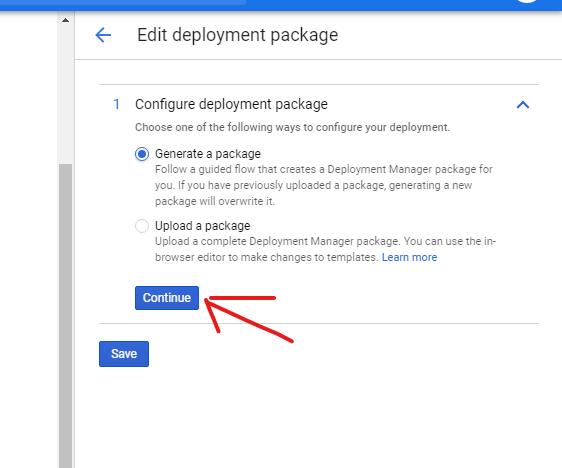 Edit deployment package
1 Configure deployment package
Choose one of the following ways to configure your deployment.
Generate a package
Follow a guided flow that creates a Deployment Manager package for
you. If you have previously uploaded a package, generating a new
package will overwrite it.
Upload a package
Upload a complete Deployment Manager package. You can use the in-
browser editor to make changes to templates. Learn more
Continue
Save